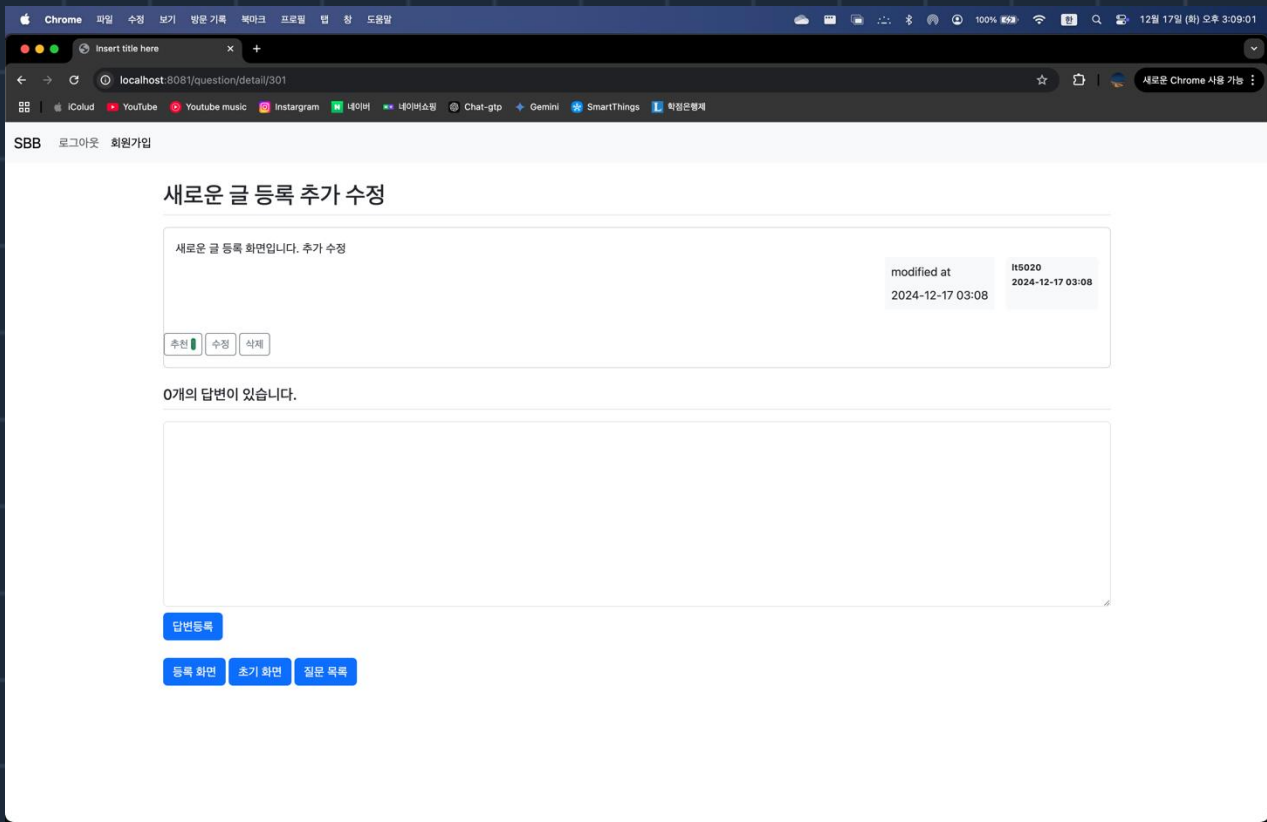 Chrome 파일 수정 보기 방문 기록 북마크 프로필 탭 창 도움말 100% 한 12월 17일 (화) 오후 3:09:01
Insert title here
localhost:8081/question/detail/301 새로운 Chrome 사용 가능
iColud YouTube Youtube music Instargram 네이버 네이버쇼핑 Chat-gtp Gemini SmartThings L 학점은행제
SBB 로그아웃 회원가입
새로운 글 등록 추가 수정
새로운 글 등록 화면입니다. 추가 수정
modified at
2024-12-17 03:08
lt5020
2024-12-17 03:08
추천 수정 삭제
0개의 답변이 있습니다.
답변등록
등록 화면 초기 화면 질문 목록